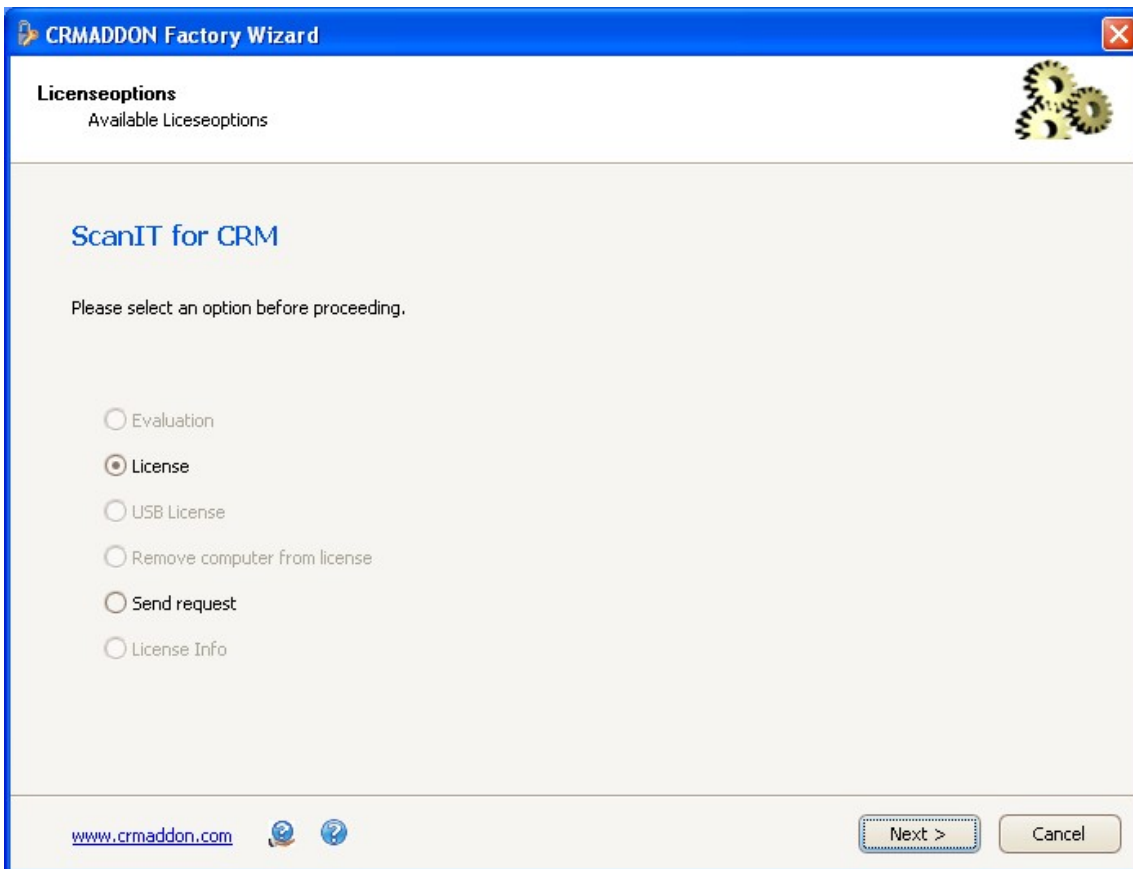 CRMADDON Factory Wizard
Licenseoptions
Available Liceseoptions
ScanIT for CRM
Please select an option before proceeding.
Evaluation
License
USB License
Remove computer from license
Send request
License Info
www.crmaddon.com
Next >
Cancel